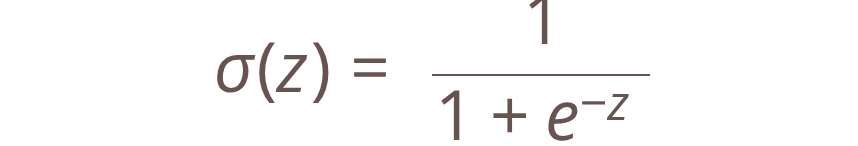 σ(z) = 1 / (1 + e^−z)